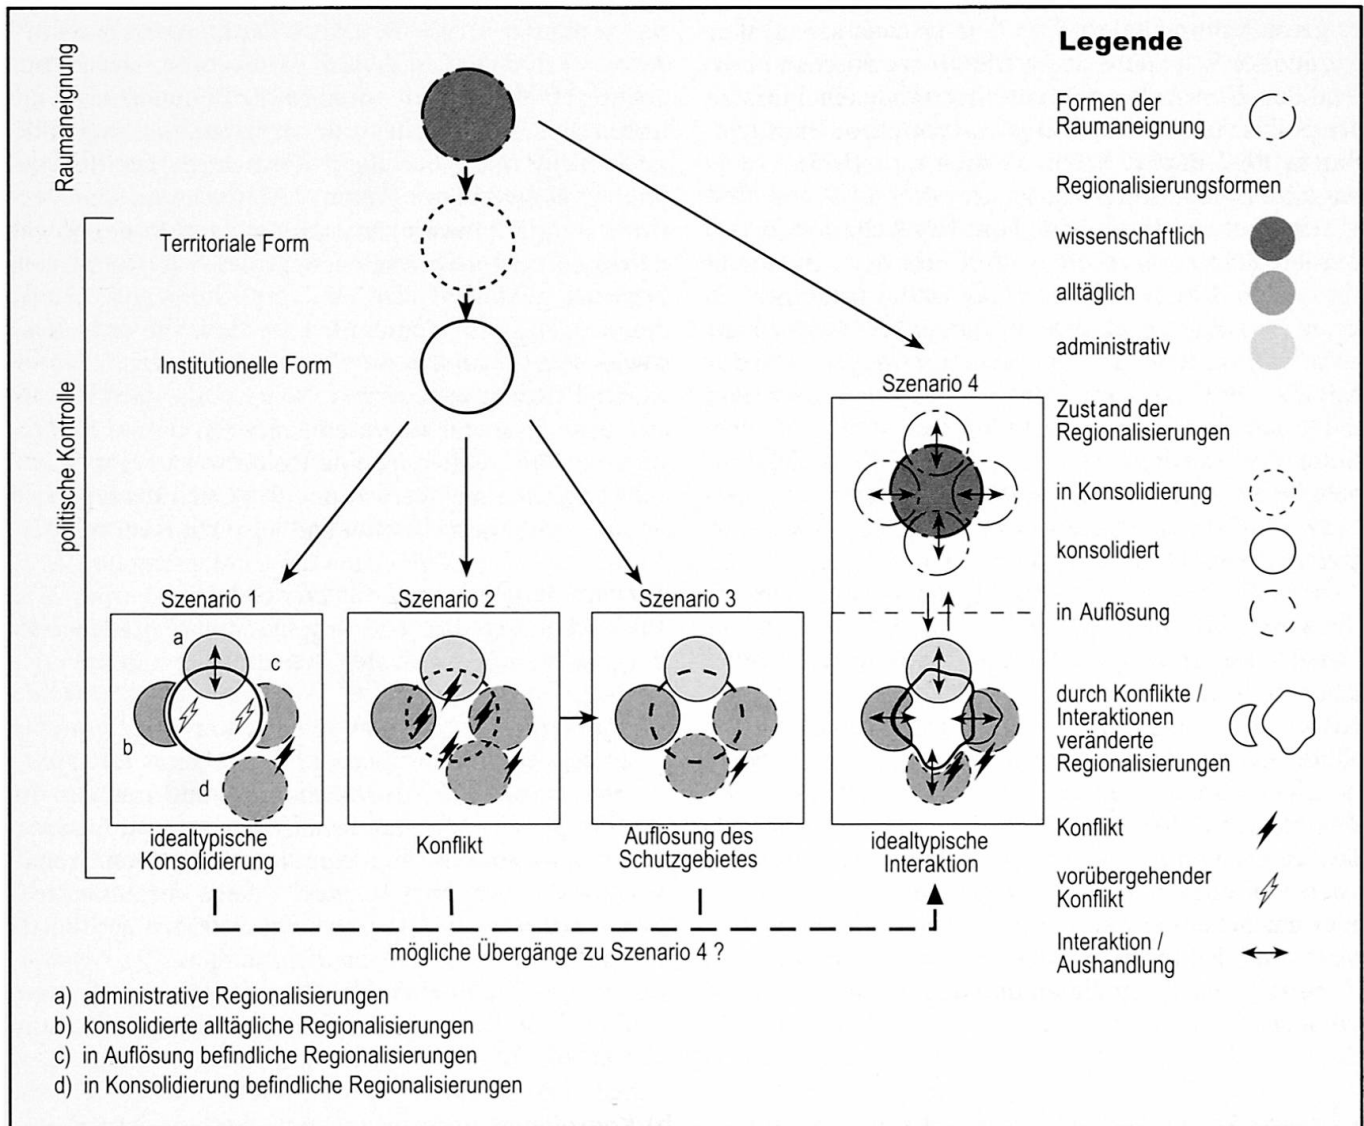 Raumaneignung
politische Kontrolle
Territoriale Form
Institutionelle Form
Szenario 1
Szenario 2
Szenario 3
Szenario 4
a
c
b
d
idealtypische
Konsolidierung
Konflikt
Auflösung des
Schutzgebietes
idealtypische
Interaktion
mögliche Übergänge zu Szenario 4 ?
a) administrative Regionalisierungen
b) konsolidierte alltägliche Regionalisierungen
c) in Auflösung befindliche Regionalisierungen
d) in Konsolidierung befindliche Regionalisierungen
Legende
Formen der
Raumaneignung
Regionalisierungsformen
wissenschaftlich
alltäglich
administrativ
Zustand der
Regionalisierungen
in Konsolidierung
konsolidiert
in Auflösung
durch Konflikte /
Interaktionen
veränderte
Regionalisierungen
Konflikt
vorübergehender
Konflikt
Interaktion /
Aushandlung